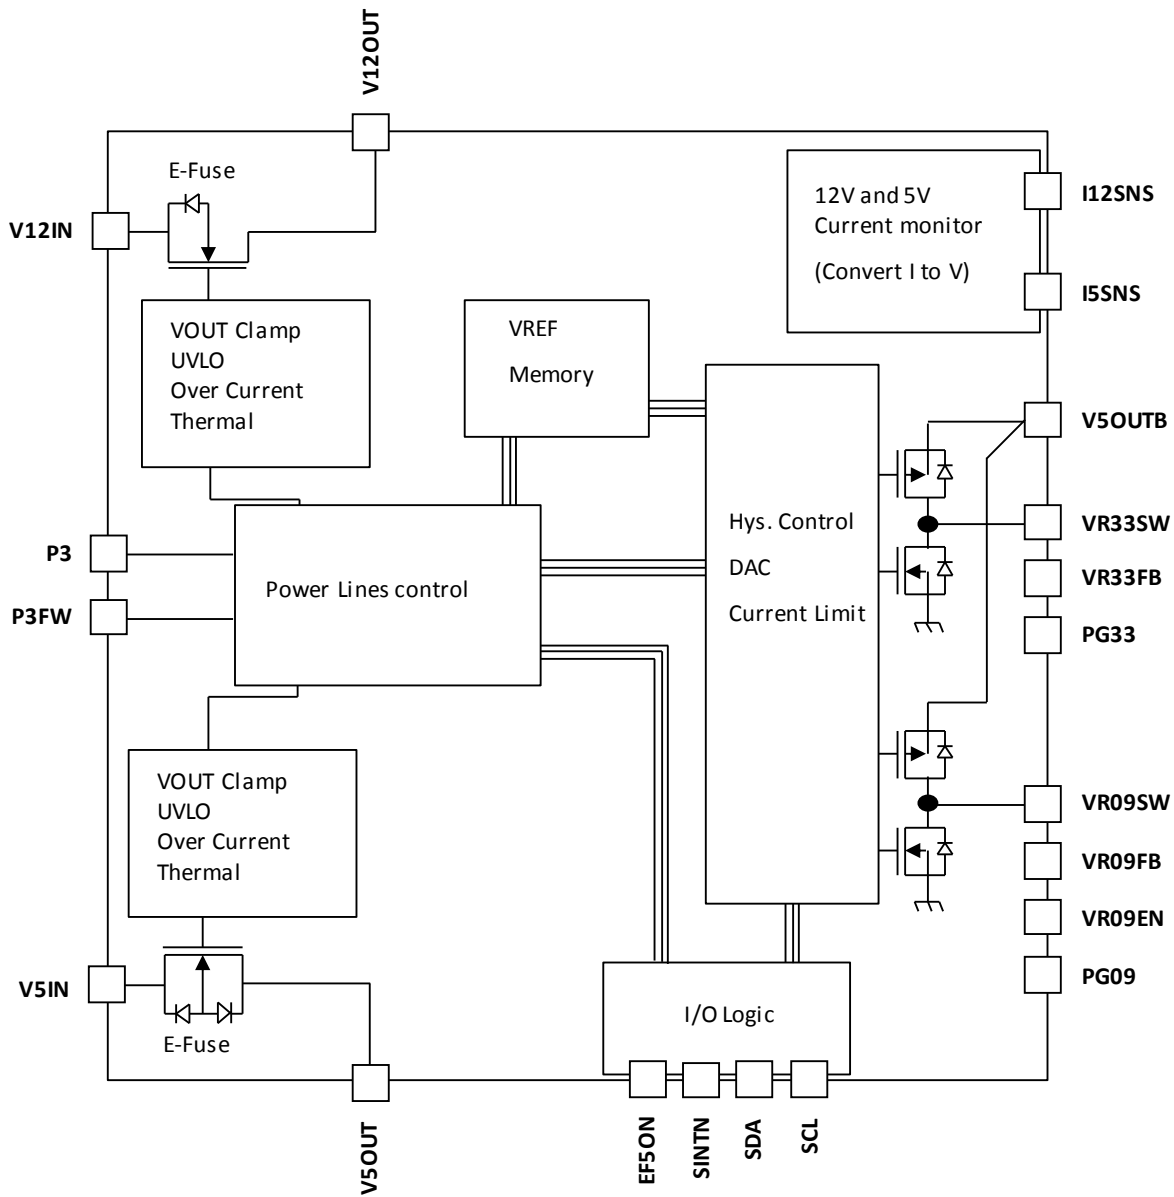 V12OUT
E-Fuse
V12IN
12V and 5V
Current monitor
(Convert I to V)
I12SNS
I5SNS
VOUT Clamp
UVLO
Over Current
Thermal
VREF
Memory
V5OUTB
Hys. Control
DAC
Current Limit
VR33SW
VR33FB
PG33
P3
P3FW
Power Lines control
VOUT Clamp
UVLO
Over Current
Thermal
VR09SW
VR09FB
VR09EN
PG09
V5IN
E-Fuse
I/O Logic
V5OUT
EF5ON
SINTN
SDA
SCL